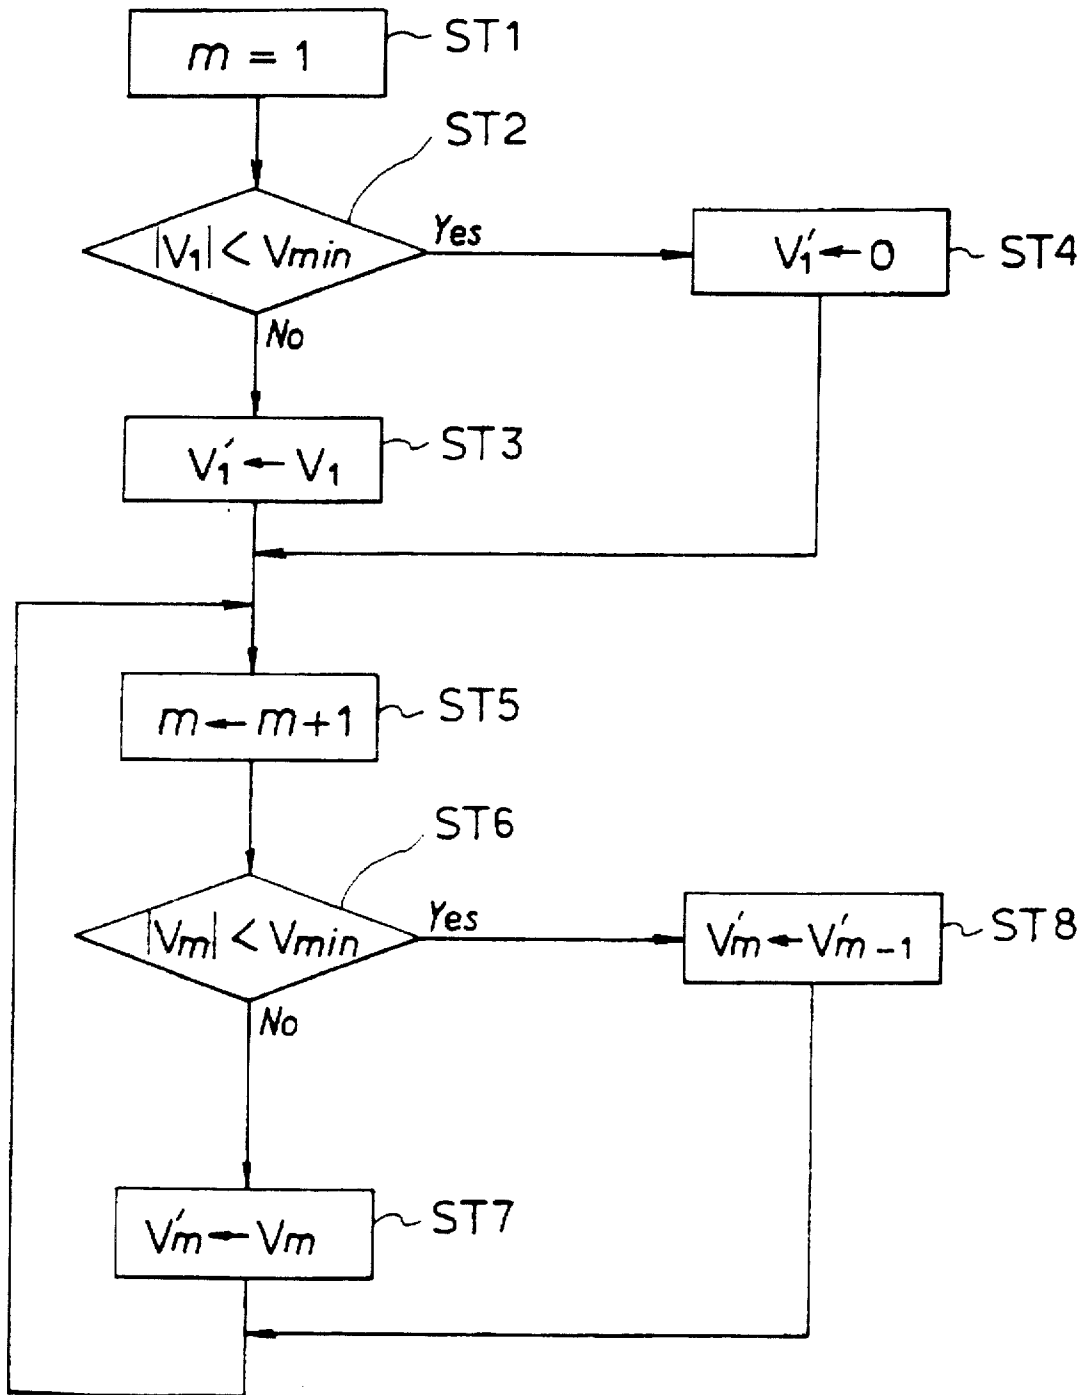 m = 1
ST1
ST2
|V₁| < Vmin
Yes
V₁′ ← 0
ST4
No
V₁′ ← V₁
ST3
m ← m + 1
ST5
ST6
|Vm| < Vmin
Yes
V′m ← V′m-1
ST8
No
V′m ← Vm
ST7